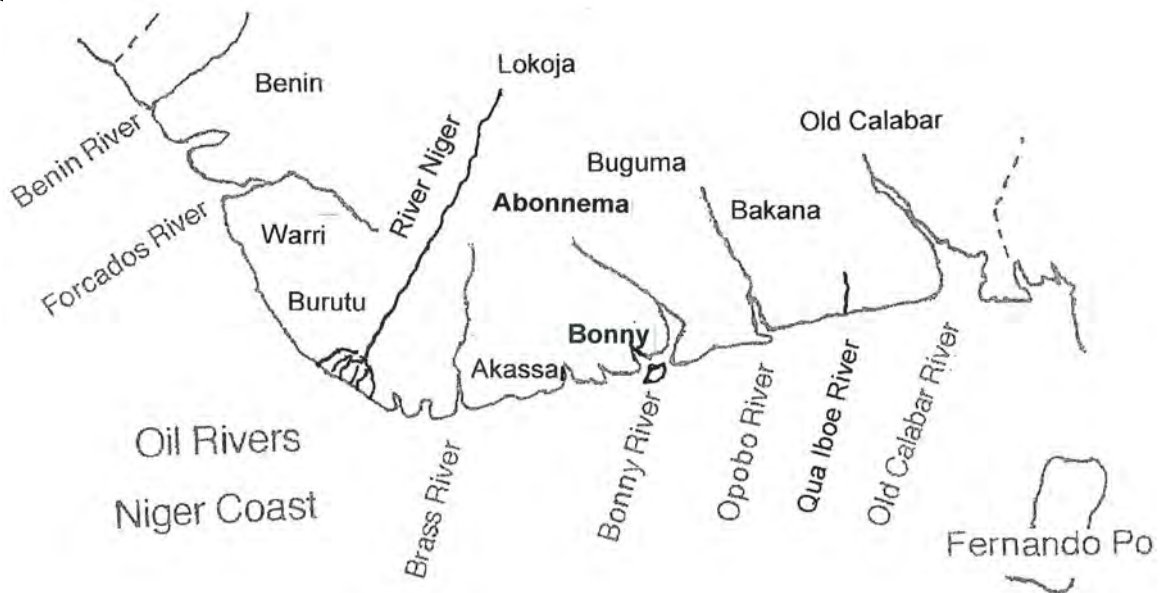 Lokoja
Benin
Old Calabar
Benin River
River Niger
Buguma
Abonnema
Bakana
Forcados River
Warri
Burutu
Bonny
Akassa
Oil Rivers
Niger Coast
Brass River
Bonny River
Opobo River
Qua Iboe River
Old Calabar River
Fernando Po